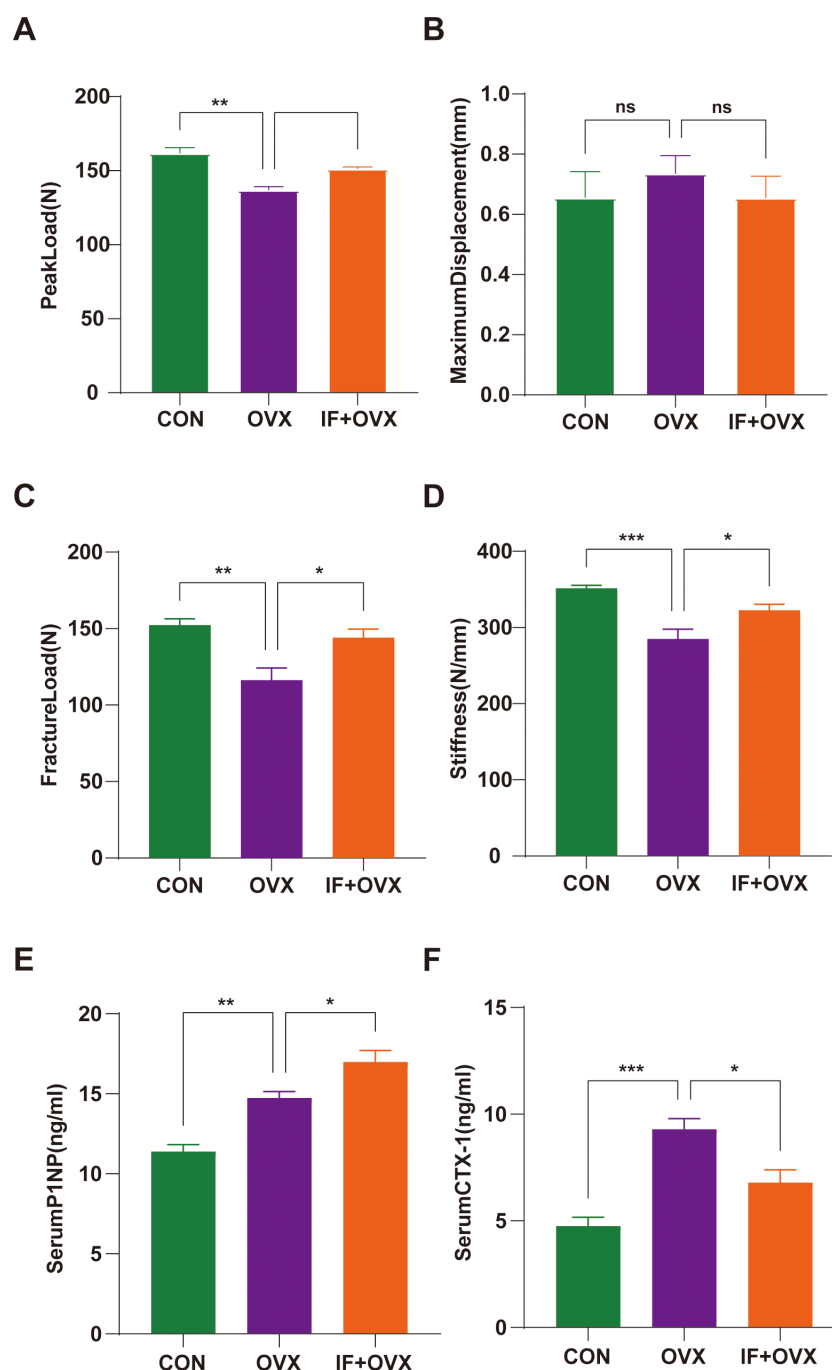 A
PeakLoad(N)
200
150
100
50
0
**
CON OVX IF+OVX
B
MaximumDisplacement(mm)
1.0
0.8
0.6
0.4
0.2
0.0
ns ns
CON OVX IF+OVX
C
FractureLoad(N)
200
150
100
50
0
** *
CON OVX IF+OVX
D
Stiffness(N/mm)
400
300
200
100
0
*** *
CON OVX IF+OVX
E
SerumP1NP(ng/ml)
20
15
10
5
0
** *
CON OVX IF+OVX
F
SerumCTX-1(ng/ml)
15
10
5
0
*** *
CON OVX IF+OVX